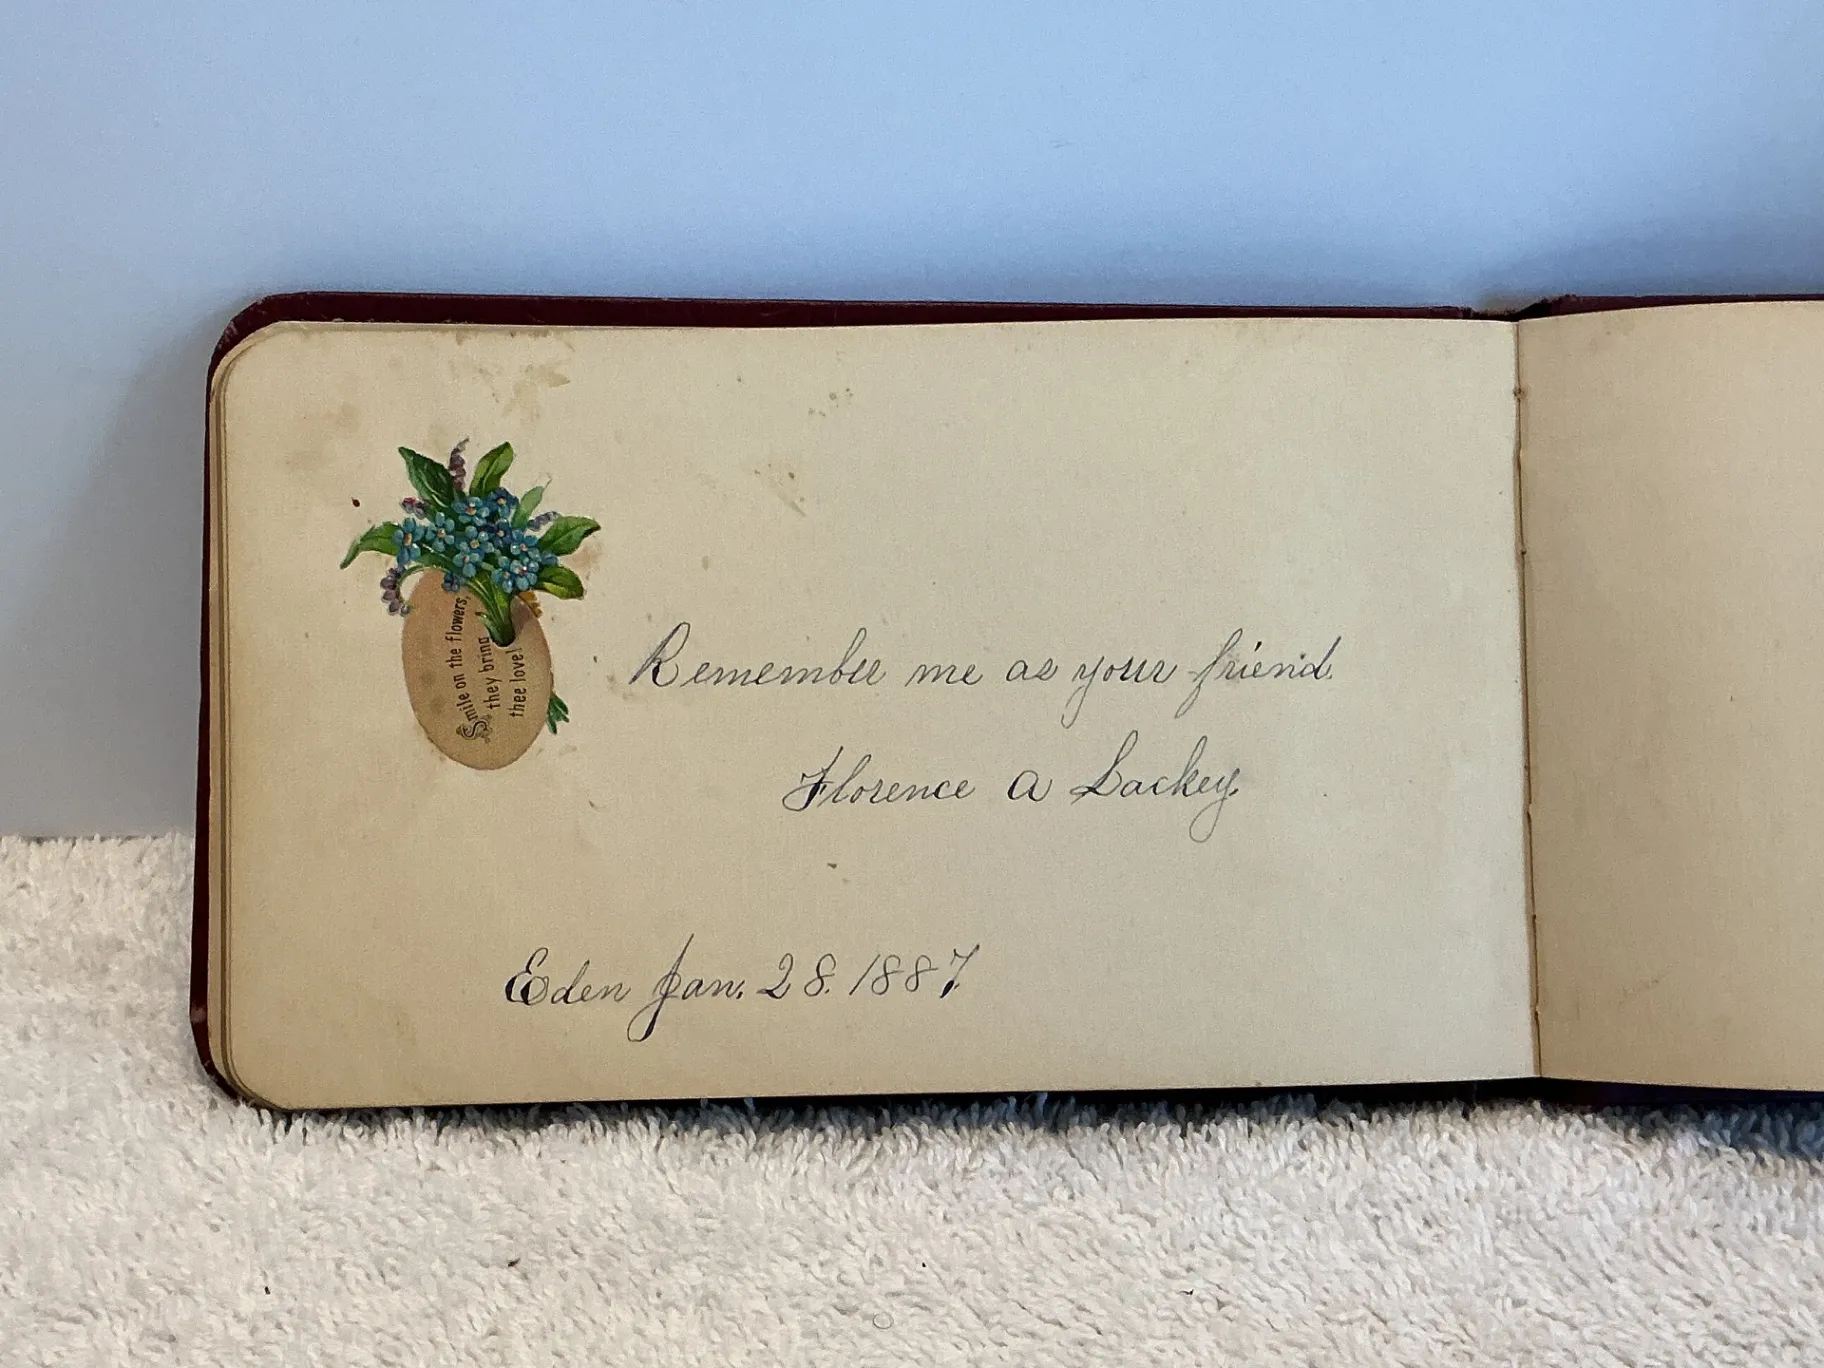 Smile on the flowers,
they bring
thee love!
Remember me as your friend.
Florence A Lackey.
Eden Jan. 28. 1887.